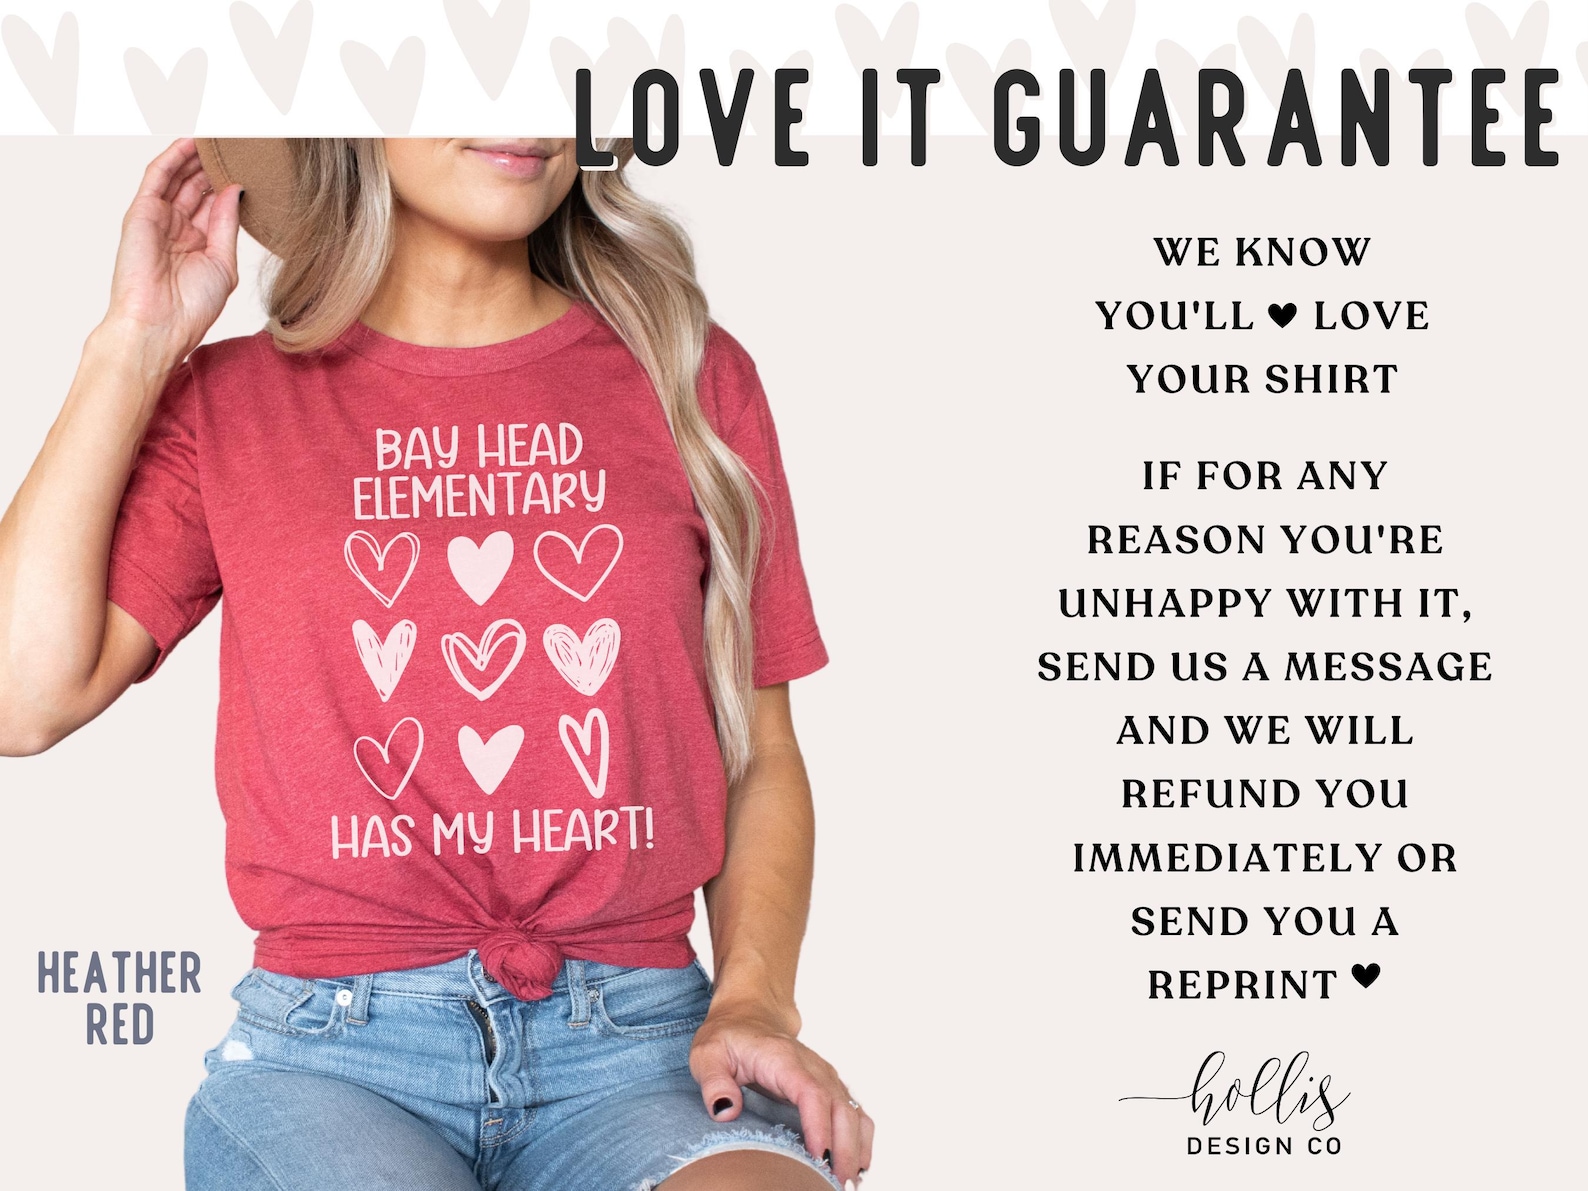 LOVE IT GUARANTEE
WE KNOW
YOU'LL ♥ LOVE
YOUR SHIRT
IF FOR ANY
REASON YOU'RE
UNHAPPY WITH IT,
SEND US A MESSAGE
AND WE WILL
REFUND YOU
IMMEDIATELY OR
SEND YOU A
REPRINT ♥
hollis
DESIGN CO
BAY HEAD
ELEMENTARY
HAS MY HEART!
HEATHER
RED